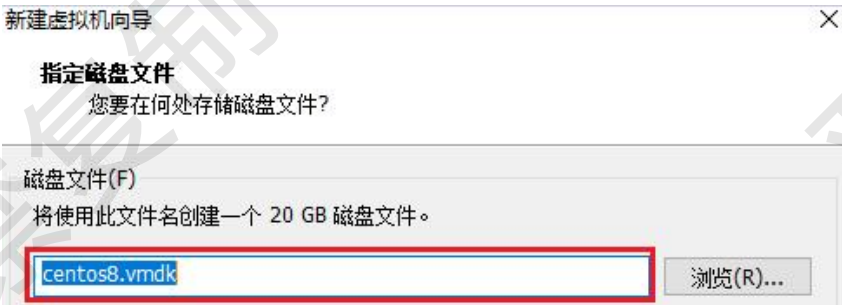 新建虚拟机向导
指定磁盘文件
您要在何处存储磁盘文件?
磁盘文件(F)
将使用此文件名创建一个 20 GB 磁盘文件。
centos8.vmdk 浏览(R)...